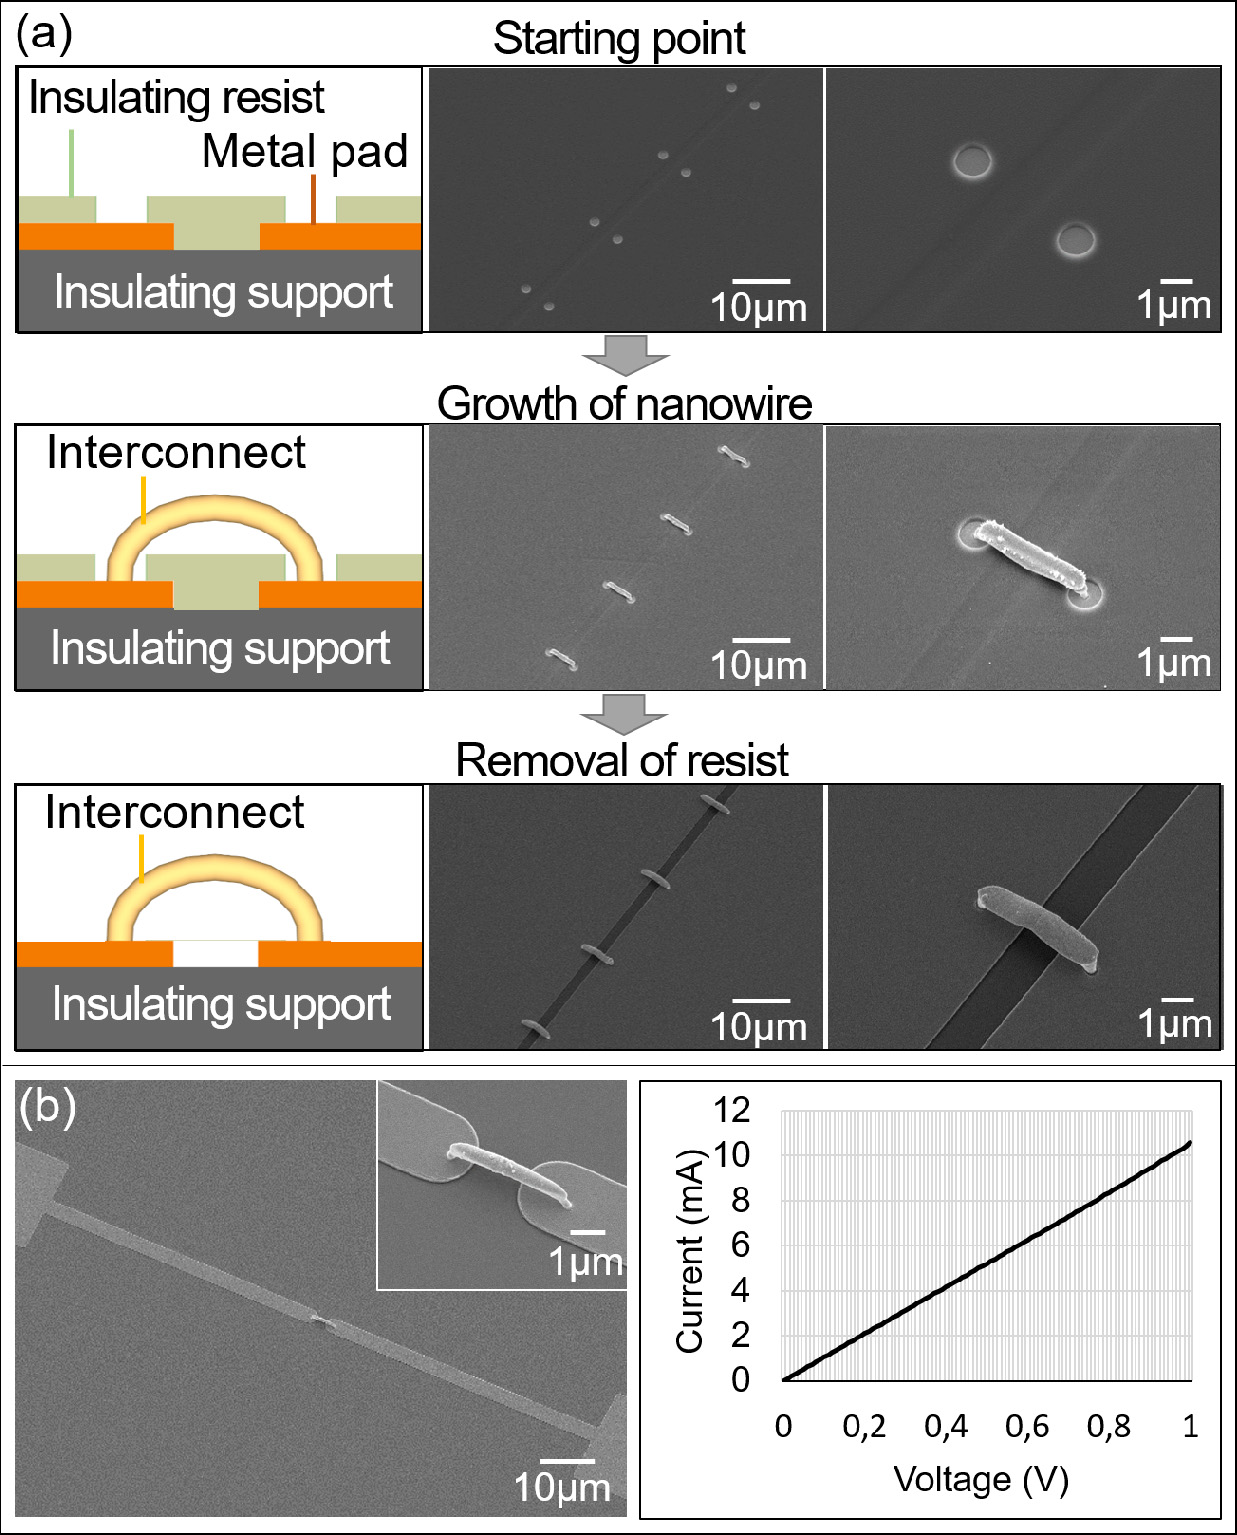 (a)
Starting point
Insulating resist
Metal pad
Insulating support
10µm
1µm
Growth of nanowire
Interconnect
Insulating support
10µm
1µm
Removal of resist
Interconnect
Insulating support
10µm
1µm
(b)
1µm
10µm
Current (mA)
12
10
8
6
4
2
0
0 0,2 0,4 0,6 0,8 1
Voltage (V)